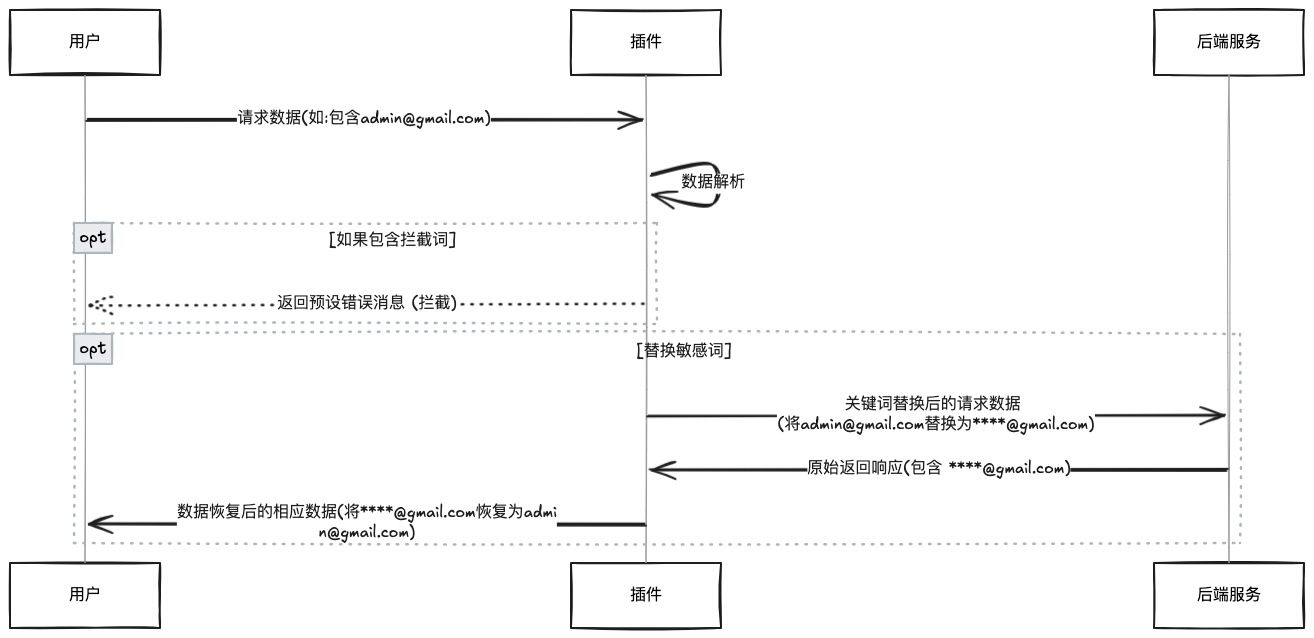 用户
插件
后端服务
请求数据(如:包含admin@gmail.com)
数据解析
opt
[如果包含拦截词]
返回预设错误消息 (拦截)
opt
[替换敏感词]
关键词替换后的请求数据
(将admin@gmail.com替换为****@gmail.com)
原始返回响应(包含 ****@gmail.com)
数据恢复后的相应数据(将****@gmail.com恢复为admi
n@gmail.com)
用户
插件
后端服务